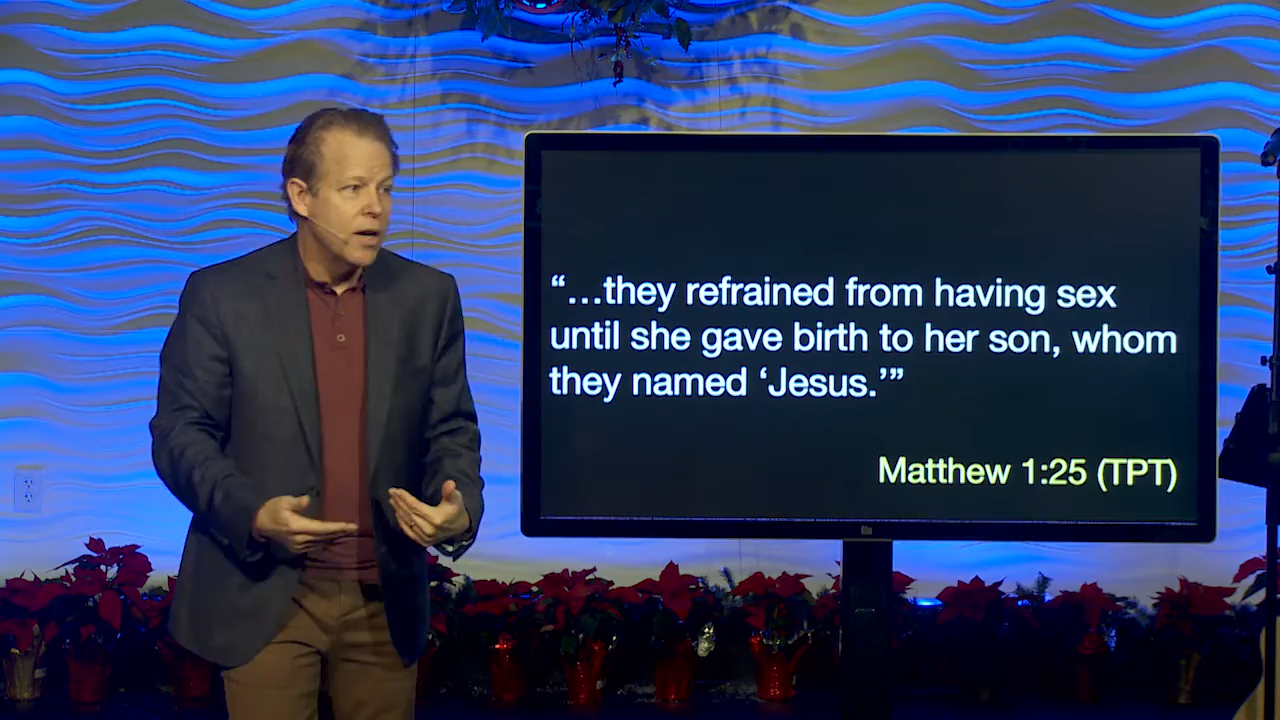 “…they refrained from having sex
until she gave birth to her son, whom
they named ‘Jesus.’”
Matthew 1:25 (TPT)
elo